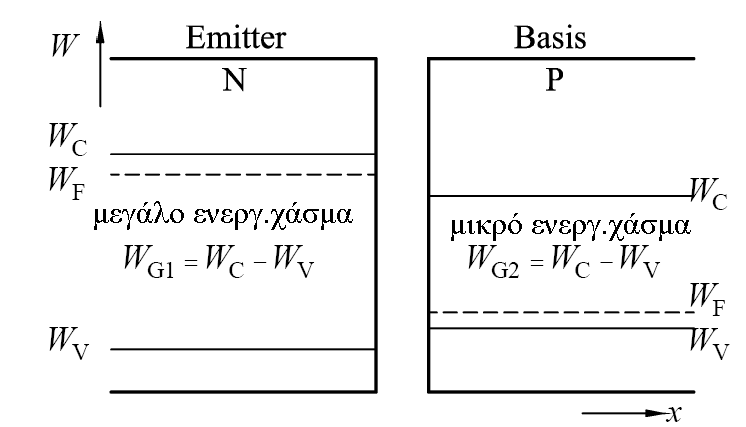 W
Emitter
N
W_C
W_F
μεγάλο ενεργ.χάσμα
W_G1 = W_C − W_V
W_V
Basis
P
W_C
μικρό ενεργ.χάσμα
W_G2 = W_C − W_V
W_F
W_V
x